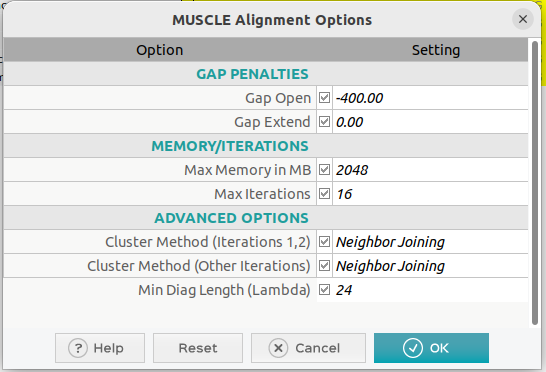 MUSCLE Alignment Options
Option Setting
GAP PENALTIES
Gap Open -400.00
Gap Extend 0.00
MEMORY/ITERATIONS
Max Memory in MB 2048
Max Iterations 16
ADVANCED OPTIONS
Cluster Method (Iterations 1,2) Neighbor Joining
Cluster Method (Other Iterations) Neighbor Joining
Min Diag Length (Lambda) 24
? Help Reset Cancel OK